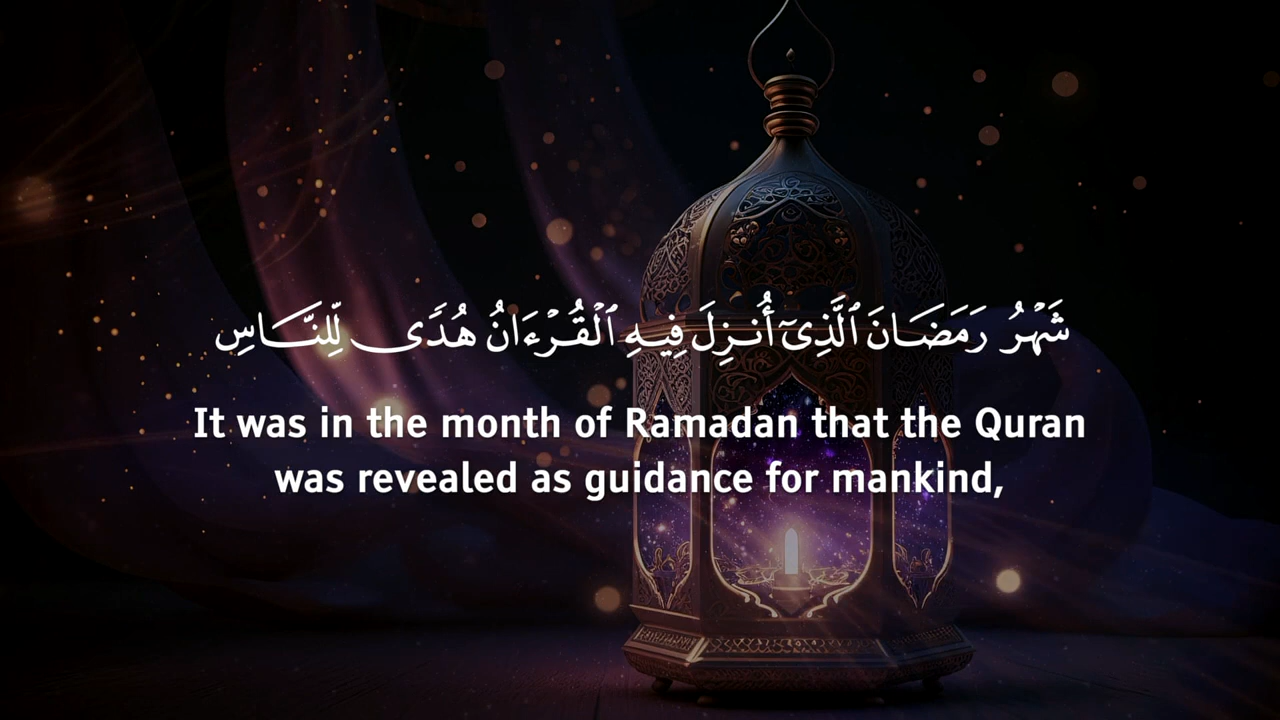 شَهْرُ رَمَضَانَ ٱلَّذِىٓ أُنزِلَ فِيهِ ٱلْقُرْءَانُ هُدًى لِّلنَّاسِ
It was in the month of Ramadan that the Quran
was revealed as guidance for mankind,